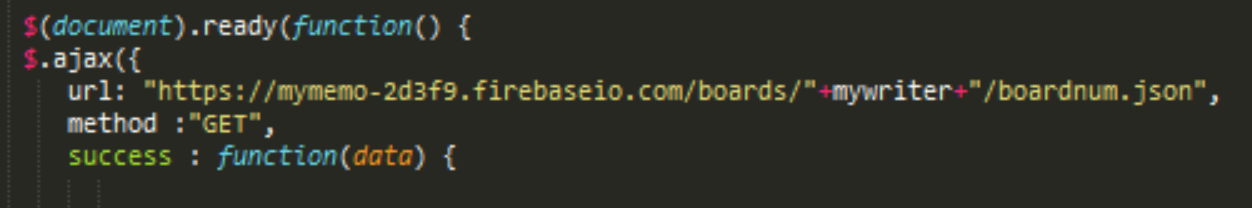 $(document).ready(function() {
$.ajax({
url: "https://mymemo-2d3f9.firebaseio.com/boards/"+mywriter+"/boardnum.json",
method :"GET",
success : function(data) {